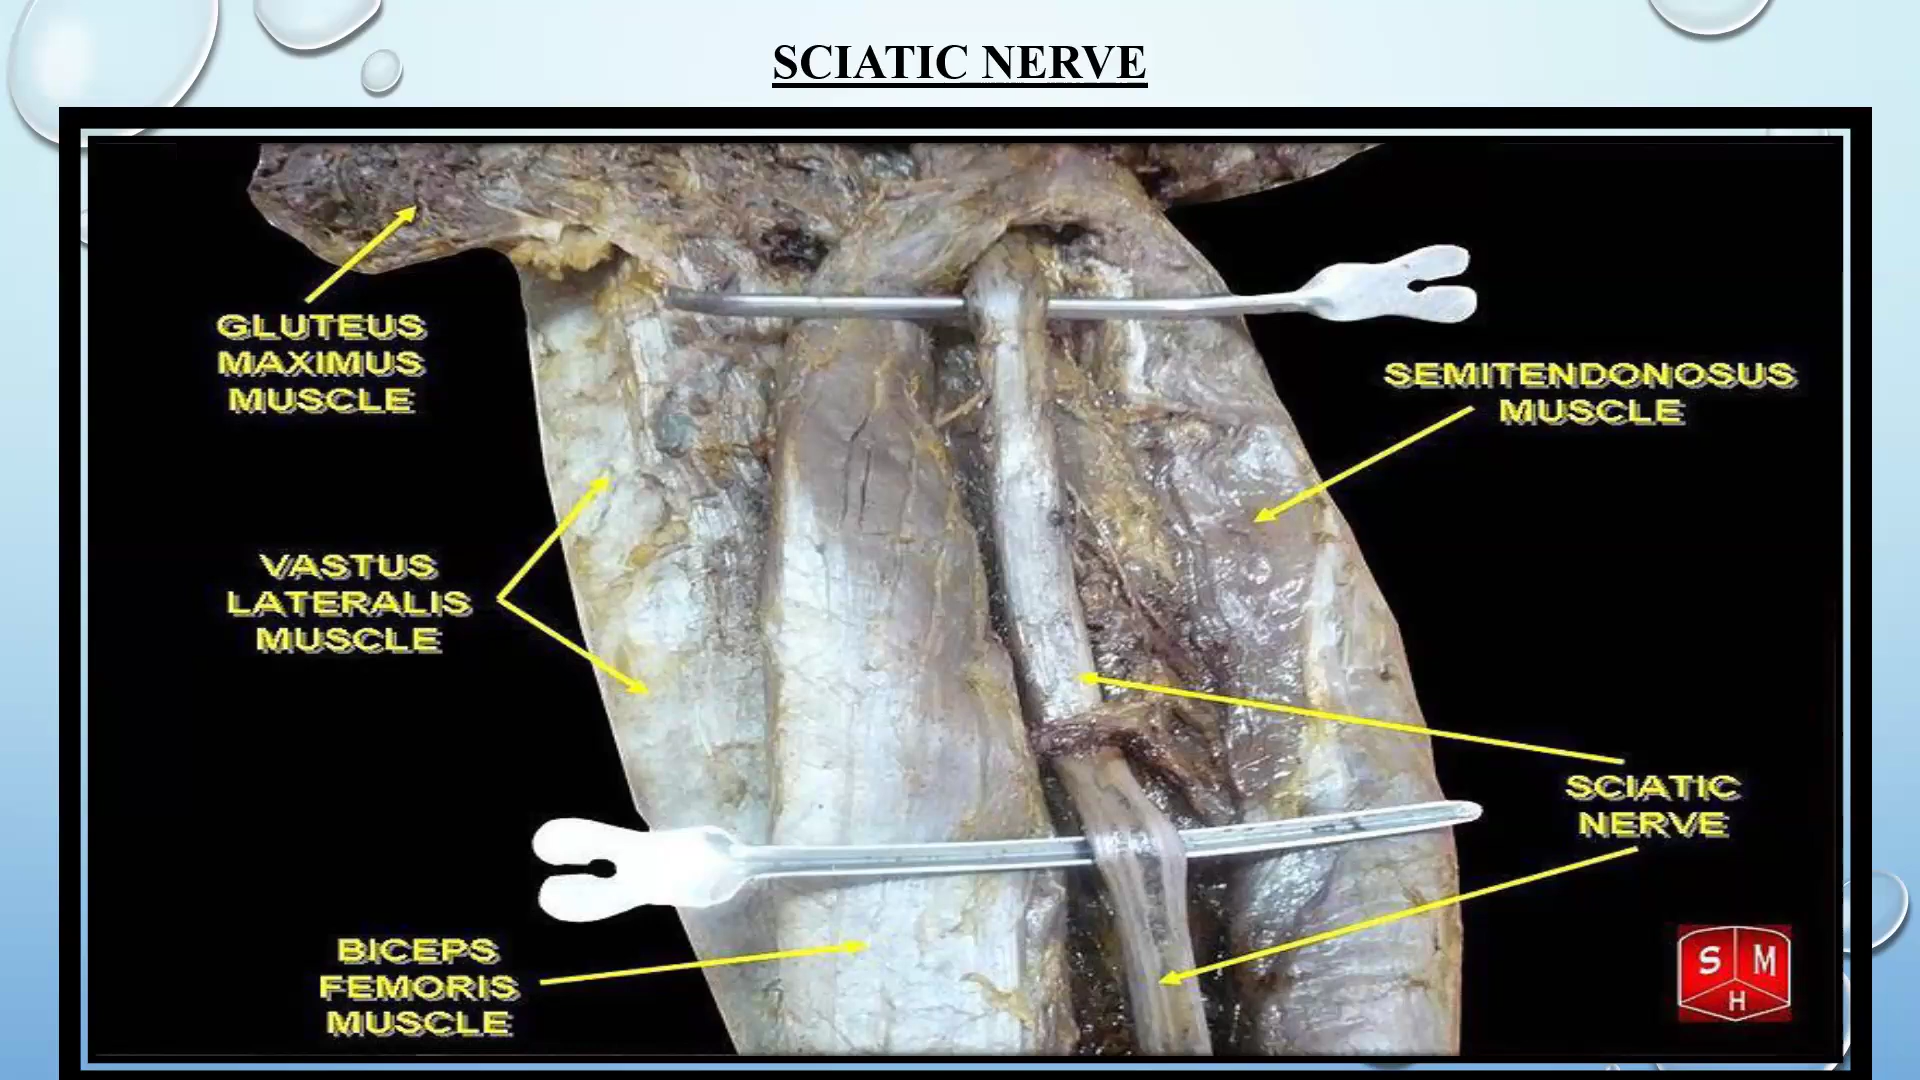 SCIATIC NERVE
GLUTEUS
MAXIMUS
MUSCLE
SEMITENDONOSUS
MUSCLE
VASTUS
LATERALIS
MUSCLE
SCIATIC
NERVE
BICEPS
FEMORIS
MUSCLE
S M
H